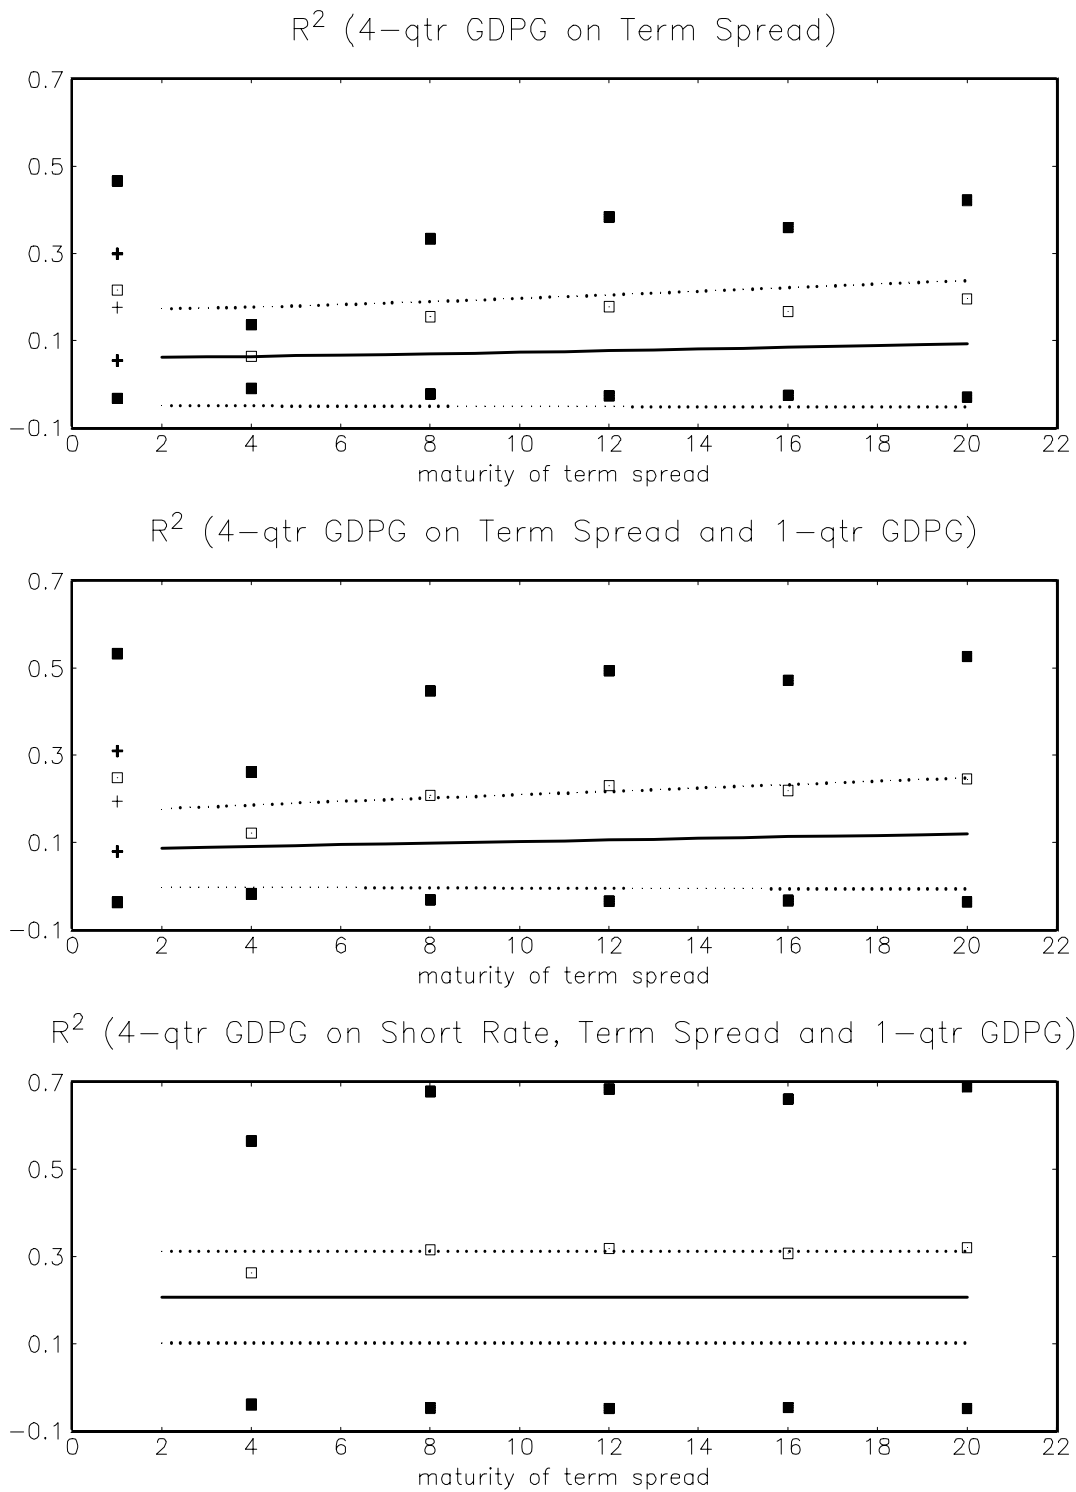 R² (4−qtr GDPG on Term Spread)
0.7
0.5
0.3
0.1
−0.1
0 2 4 6 8 10 12 14 16 18 20 22
maturity of term spread
R² (4−qtr GDPG on Term Spread and 1−qtr GDPG)
0.7
0.5
0.3
0.1
−0.1
0 2 4 6 8 10 12 14 16 18 20 22
maturity of term spread
R² (4−qtr GDPG on Short Rate, Term Spread and 1−qtr GDPG)
0.7
0.5
0.3
0.1
−0.1
0 2 4 6 8 10 12 14 16 18 20 22
maturity of term spread